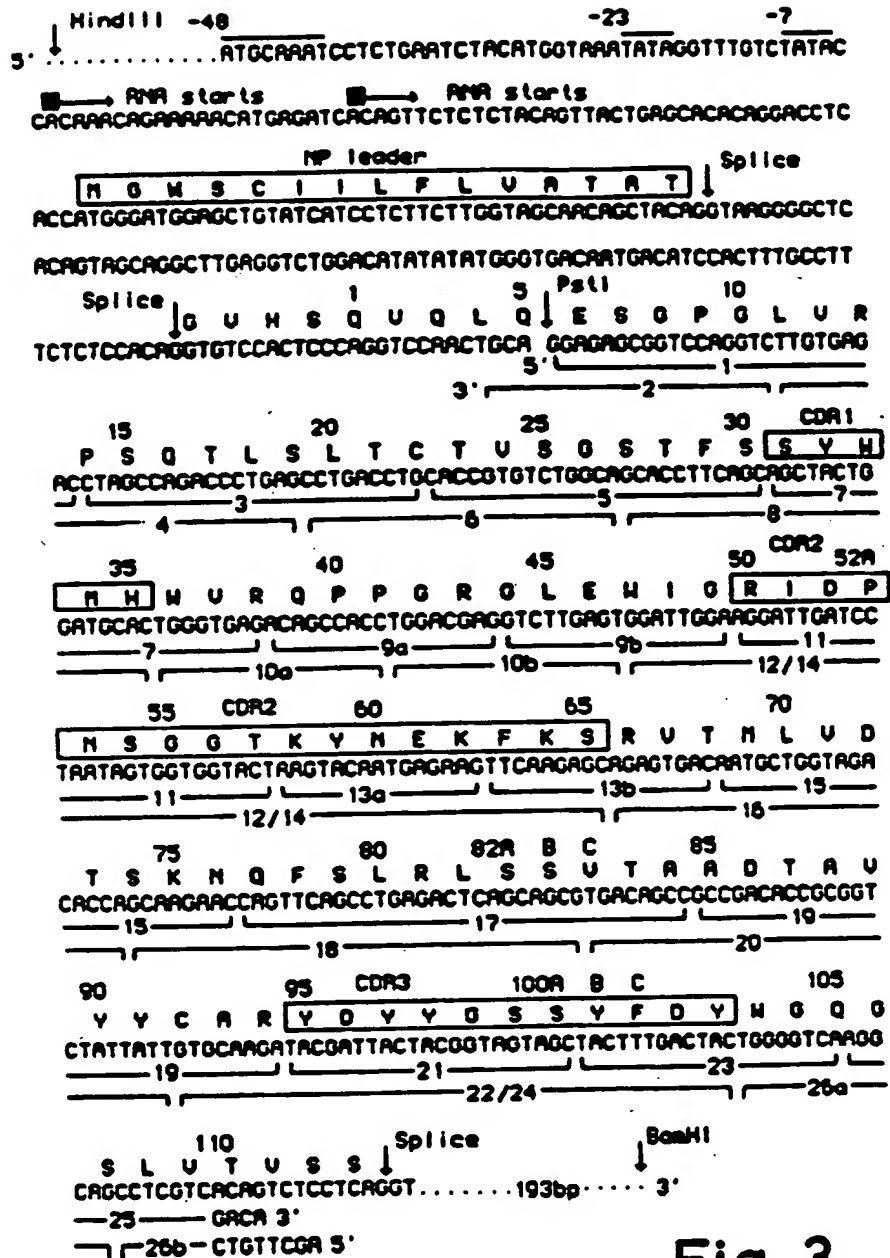 HindIII -48 -23 -7
5' ............ATGCAAATCCTCTGAATCTACATGGTAAATATAGGTTTGTCTATAC
RNA starts RNA starts
CACAAACAGAAAAACATGAGATCACAGTTCTCTCTACAGTTACTGAGCACACAGGACCTC
NP leader Splice
M G W S C I I L F L V A T A T
ACCATGGGATGGAGCTGTATCATCCTCTTCTTGGTAGCAACAGCTACAGGTAAGGGGCTC
ACAGTAGCAGGCTTGAGGTCTGGACATATATATGGGTGACAATGACATCCACTTTGCCTT
Splice 1 5 PstI 10
G V H S Q V Q L Q E S G P G L V R
TCTCTCCACAGGTGTCCACTCCCAGGTCCAACTGCA GGAGAGCGGTCCAGGTCTTGTGAG
5' 1
3' 2
15 20 25 30 CDR1
P S Q T L S L T C T V S G S T F S S Y W
ACCTAGCCAGACCCTGAGCCTGACCTGCACCGTGTCTGGCAGCACCTTCAGCAGCTACTG
3 5 7
4 6 8
35 40 45 50 CDR2 52A
M H W V R Q P P G R G L E W I G R I D P
GATGCACTGGGTGAGACAGCCACCTGGACGAGGTCTTGAGTGGATTGGAAGGATTGATCC
7 9a 9b 11
10a 10b 12/14
55 CDR2 60 65 70
N S G G T K Y N E K F K S R V T M L V D
TAATAGTGGTGGTACTAAGTACAATGAGAAGTTCAAGAGCAGAGTGACAATGCTGGTAGA
11 13a 13b 15
12/14 16
75 80 82A B C 85
T S K N Q F S L R L S S V T A A D T A V
CACCAGCAAGAACCAGTTCAGCCTGAGACTCAGCAGCGTGACAGCCGCCGACACCGCGGT
15 17 19
18 20
90 95 CDR3 100A B C 105
Y Y C A R Y D Y Y G S S Y F D Y W G Q G
CTATTATTGTGCAAGATACGATTACTACGGTAGTAGCTACTTTGACTACTGGGGTCAAGG
19 21 23
22/24 26a
110 Splice BamHI
S L V T V S S
CAGCCTCGTCACAGTCTCCTCAGGT.......193bp...... 3'
25 GACA 3'
26b CTGTTCGA 5'
Fig. 3